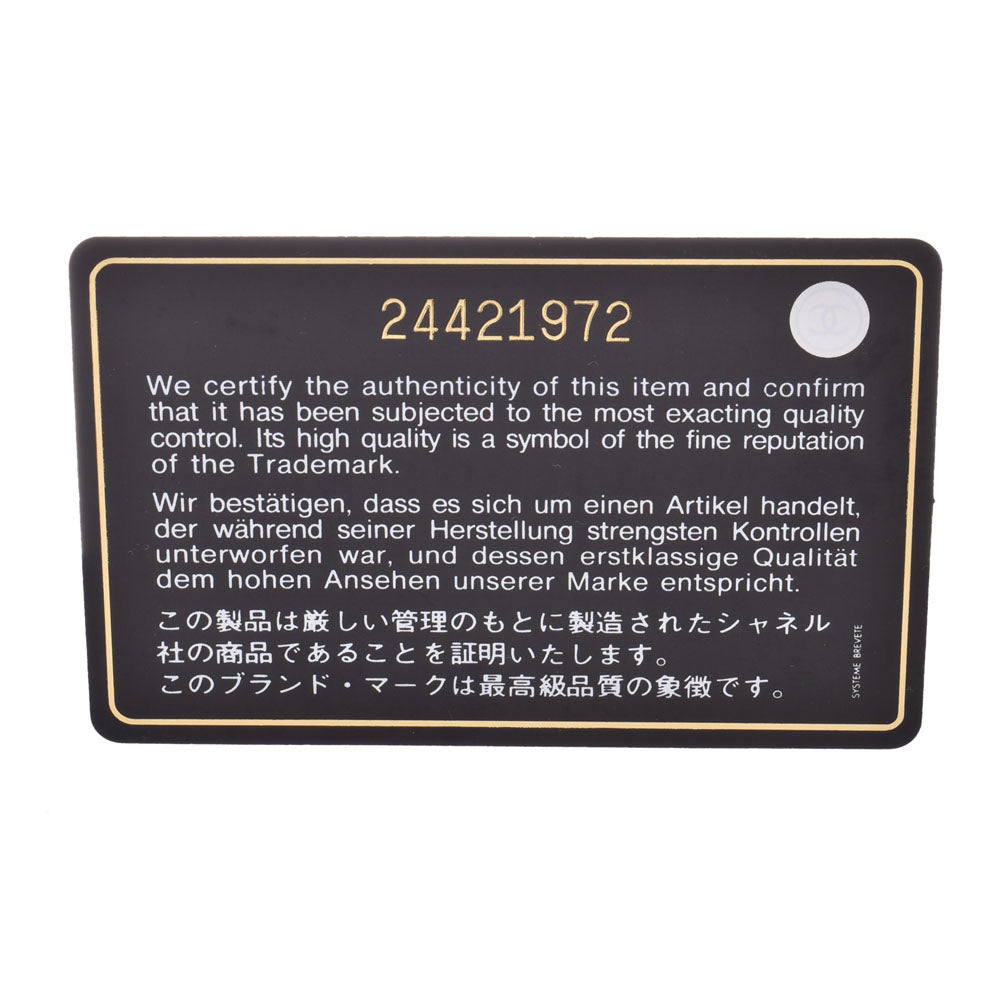 24421972
We certify the authenticity of this item and confirm
that it has been subjected to the most exacting quality
control. Its high quality is a symbol of the fine reputation
of the Trademark.
Wir bestätigen, dass es sich um einen Artikel handelt,
der während seiner Herstellung strengsten Kontrollen
unterworfen war, und dessen erstklassige Qualität
dem hohen Ansehen unserer Marke entspricht.
この製品は厳しい管理のもとに製造されたシャネル
社の商品であることを証明いたします。
このブランド・マークは最高級品質の象徴です。
SYSTEME BREVETE